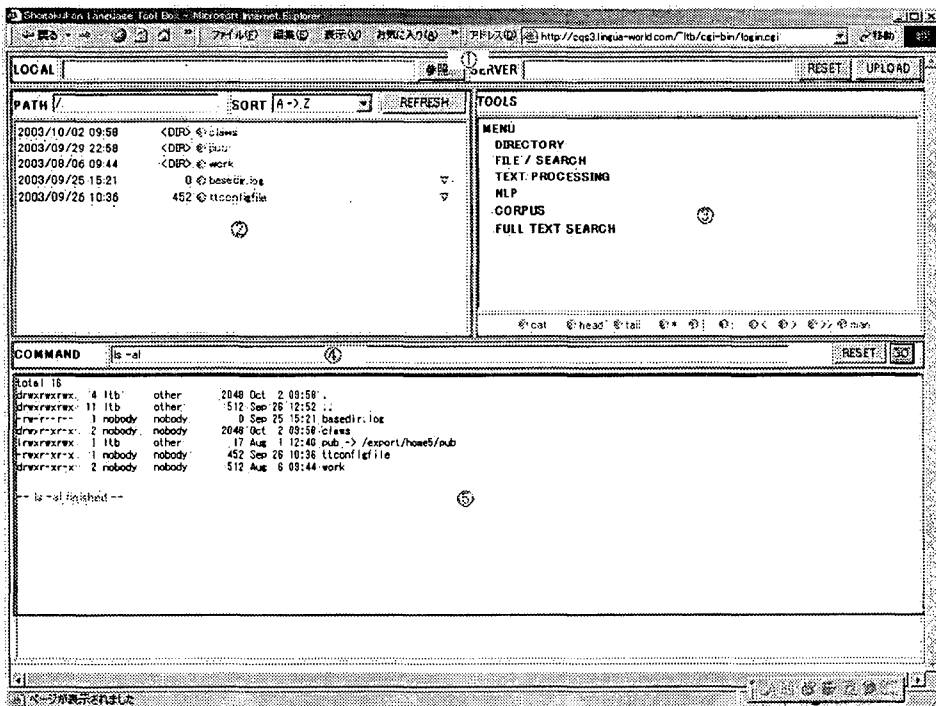 Shogakukan Language Tool Box - Microsoft Internet Explorer
戻る ファイル(F) 編集(E) 表示(V) お気に入り(A) アドレス(D) http://cqs3.lingua-world.com/~ltb/cgi-bin/login.cgi 移動
LOCAL 参照... ① SERVER RESET UPLOAD
PATH /. SORT A->Z REFRESH
2003/10/02 09:58 <DIR> claws
2003/09/29 22:58 <DIR> pub
2003/08/06 09:44 <DIR> work
2003/09/25 15:21 0 basedir.log ▽
2003/09/26 10:36 452 ttconfigfile ▽
②
TOOLS
MENU
DIRECTORY
FILE / SEARCH
TEXT PROCESSING
NLP
CORPUS
FULL TEXT SEARCH
③
cat head tail * | ; < > >> man
COMMAND ls -al ④ RESET GO
total 16
drwxrwxrwx 4 ltb other 2048 Oct 2 09:58 .
drwxrwxrwx 11 ltb other 512 Sep 26 12:52 ..
-rw-r--r-- 1 nobody nobody 0 Sep 25 15:21 basedir.log
drwxr-xr-x 2 nobody nobody 2048 Oct 2 09:58 claws
lrwxrwxrwx 1 ltb other 17 Aug 1 12:40 pub -> /export/home5/pub
-rwxr-xr-x 1 nobody nobody 452 Sep 26 10:36 ttconfigfile
drwxr-xr-x 2 nobody nobody 512 Aug 6 09:44 work
-- ls -al finished --
⑤
ページが表示されました